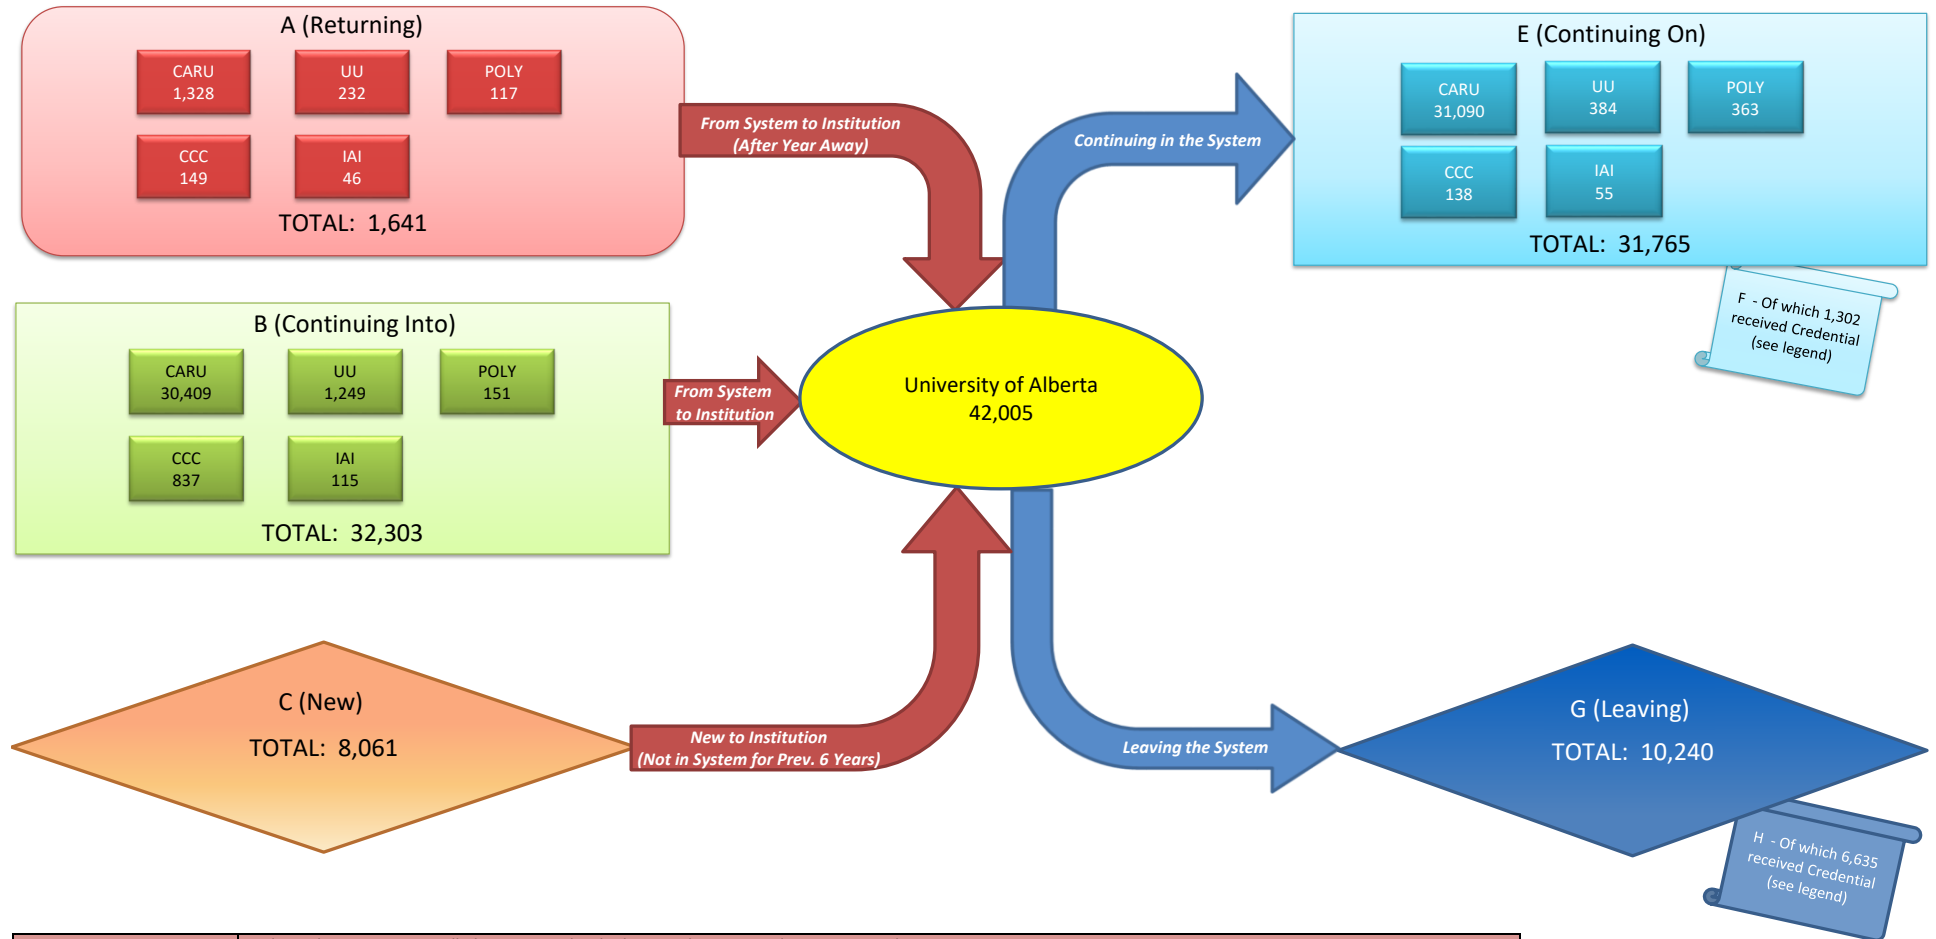 A (Returning)
CARU
1,328
UU
232
POLY
117
CCC
149
IAI
46
TOTAL: 1,641
From System to Institution
(After Year Away)
B (Continuing Into)
CARU
30,409
UU
1,249
POLY
151
CCC
837
IAI
115
TOTAL: 32,303
From System
to Institution
C (New)
TOTAL: 8,061
New to Institution
(Not in System for Prev. 6 Years)
University of Alberta
42,005
Continuing in the System
E (Continuing On)
CARU
31,090
UU
384
POLY
363
CCC
138
IAI
55
TOTAL: 31,765
F - Of which 1,302
received Credential
(see legend)
Leaving the System
G (Leaving)
TOTAL: 10,240
H - Of which 6,635
received Credential
(see legend)